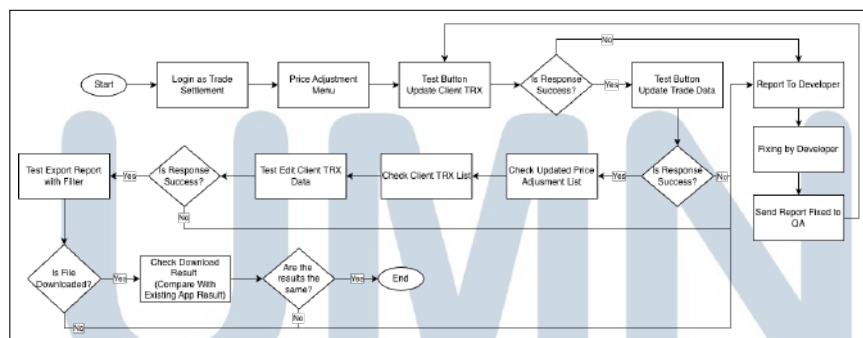 No
Start
Login as Trade
Settlement
Price Adjustment
Menu
Test Button
Update Client TRX
Is Response
Success?
Yes
Test Button
Update Trade Data
Report To Developer
Fixing by Developer
Send Report Fixed to
QA
Is Response
Success?
No
Yes
Check Updated Price
Adjusment List
Check Client TRX List
Test Edit Client TRX
Data
Is Response
Success?
No
Yes
Test Export Report
with Filter
Is File
Downloaded?
No
Yes
Check Download
Result
(Compare With
Existing App Result)
Are the
results the
same?
No
Yes
End
UMN